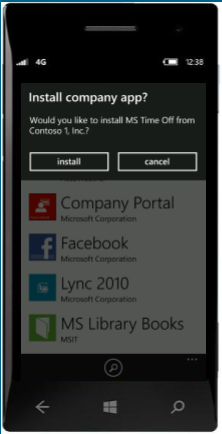 4G 12:38
Install company app?
Would you like to install MS Time Off from
Contoso 1, Inc.?
install cancel
Company Portal
Microsoft Corporation
Facebook
Microsoft Corporation
Lync 2010
Microsoft Corporation
MS Library Books
MSIT